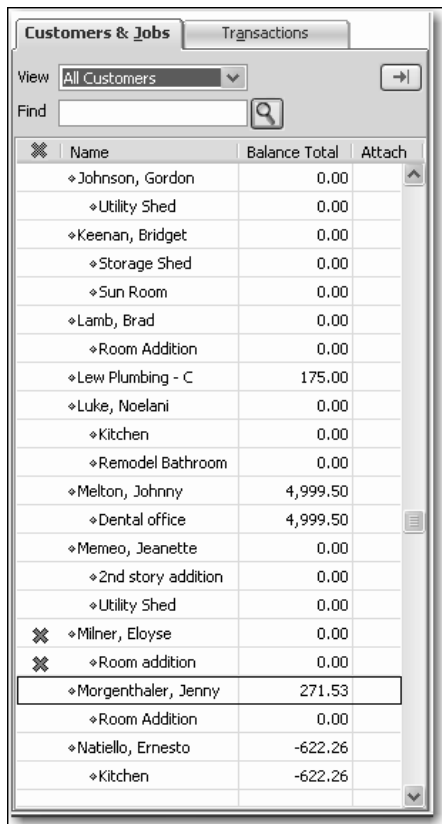 Customers & Jobs Transactions
View All Customers
Find
Name Balance Total Attach
Johnson, Gordon 0.00
Utility Shed 0.00
Keenan, Bridget 0.00
Storage Shed 0.00
Sun Room 0.00
Lamb, Brad 0.00
Room Addition 0.00
Lew Plumbing - C 175.00
Luke, Noelani 0.00
Kitchen 0.00
Remodel Bathroom 0.00
Melton, Johnny 4,999.50
Dental office 4,999.50
Memeo, Jeanette 0.00
2nd story addition 0.00
Utility Shed 0.00
Milner, Eloyse 0.00
Room addition 0.00
Morgenthaler, Jenny 271.53
Room Addition 0.00
Natiello, Ernesto -622.26
Kitchen -622.26